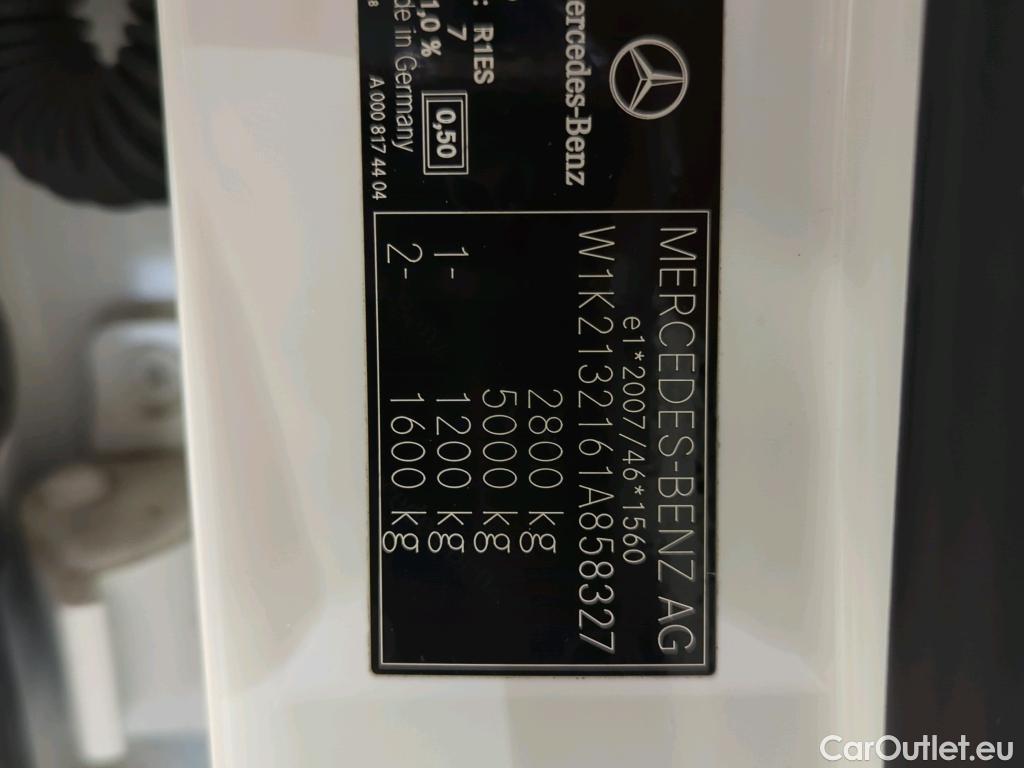 MERCEDES-BENZ AG
e1*2007/46*1560
W1K2132161A858327
2800 kg
5000 kg
1- 1200 kg
2- 1600 kg
Mercedes-Benz
: R1ES
7
1,0 %
0,50
de in Germany
A 000 817 44 04
CarOutlet.eu